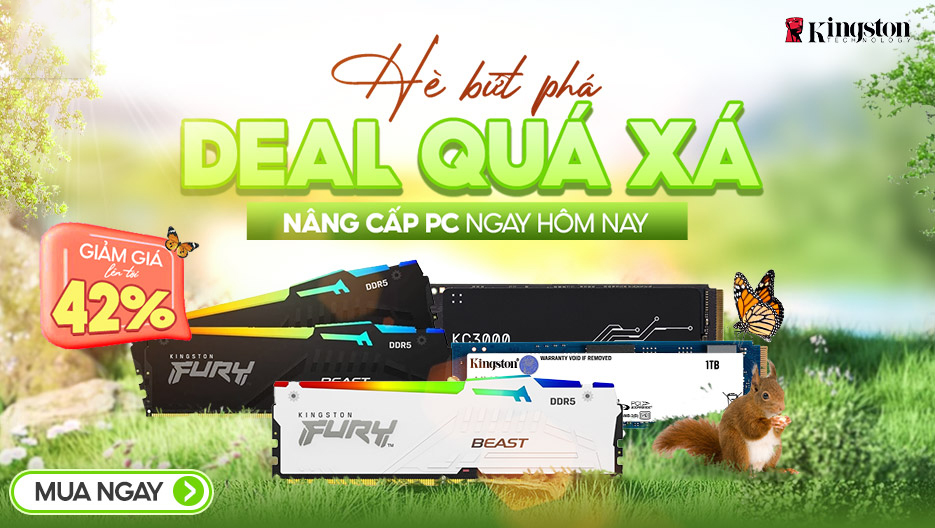 Kingston
TECHNOLOGY
Hè bứt phá
DEAL QUÁ XÁ
NÂNG CẤP PC NGAY HÔM NAY
GIẢM GIÁ
lên tới
42%
DDR5
DDR5
KC3000
KINGSTON
FURY
BEAST
Kingston
WARRANTY VOID IF REMOVED
1TB
DDR5
KINGSTON
FURY
BEAST
MUA NGAY